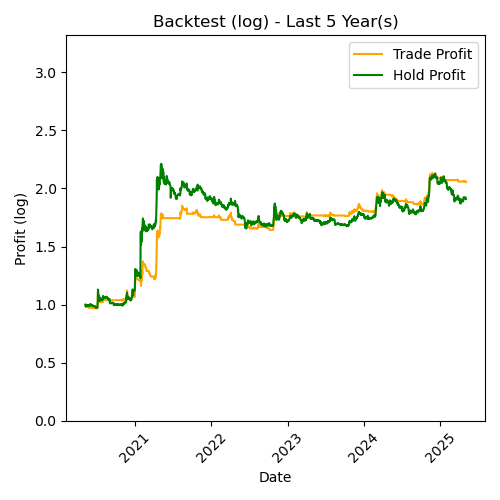 Backtest (log) - Last 5 Year(s)
Trade Profit
Hold Profit
Profit (log)
3.0
2.5
2.0
1.5
1.0
0.5
0.0
2021
2022
2023
2024
2025
Date